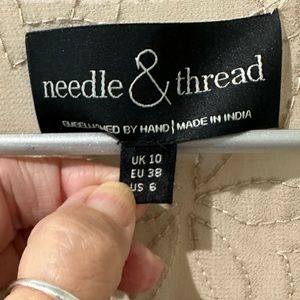 needle & thread
EMBELLISHED BY HAND | MADE IN INDIA
UK 10
EU 38
US 6